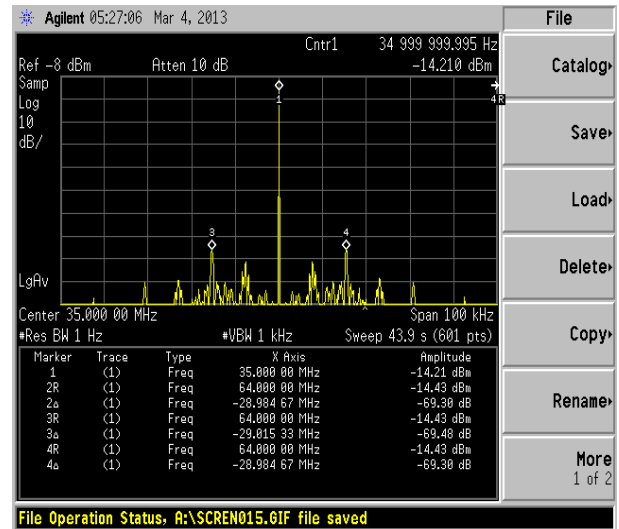 Agilent 05:27:06 Mar 4, 2013
File
Cntr1 34 999 999.995 Hz
Ref -8 dBm Atten 10 dB -14.210 dBm
Samp
Log
10
dB/
1
4R
3
4
LgAv
Center 35.000 00 MHz Span 100 kHz
#Res BW 1 Hz #VBW 1 kHz Sweep 43.9 s (601 pts)
Marker Trace Type X Axis Amplitude
1 (1) Freq 35.000 00 MHz -14.21 dBm
2R (1) Freq 64.000 00 MHz -14.43 dBm
2Δ (1) Freq -28.984 67 MHz -69.30 dB
3R (1) Freq 64.000 00 MHz -14.43 dBm
3Δ (1) Freq -29.015 33 MHz -69.48 dB
4R (1) Freq 64.000 00 MHz -14.43 dBm
4Δ (1) Freq -28.984 67 MHz -69.30 dB
Catalog
Save
Load
Delete
Copy
Rename
More
1 of 2
File Operation Status, A:\SCREN015.GIF file saved